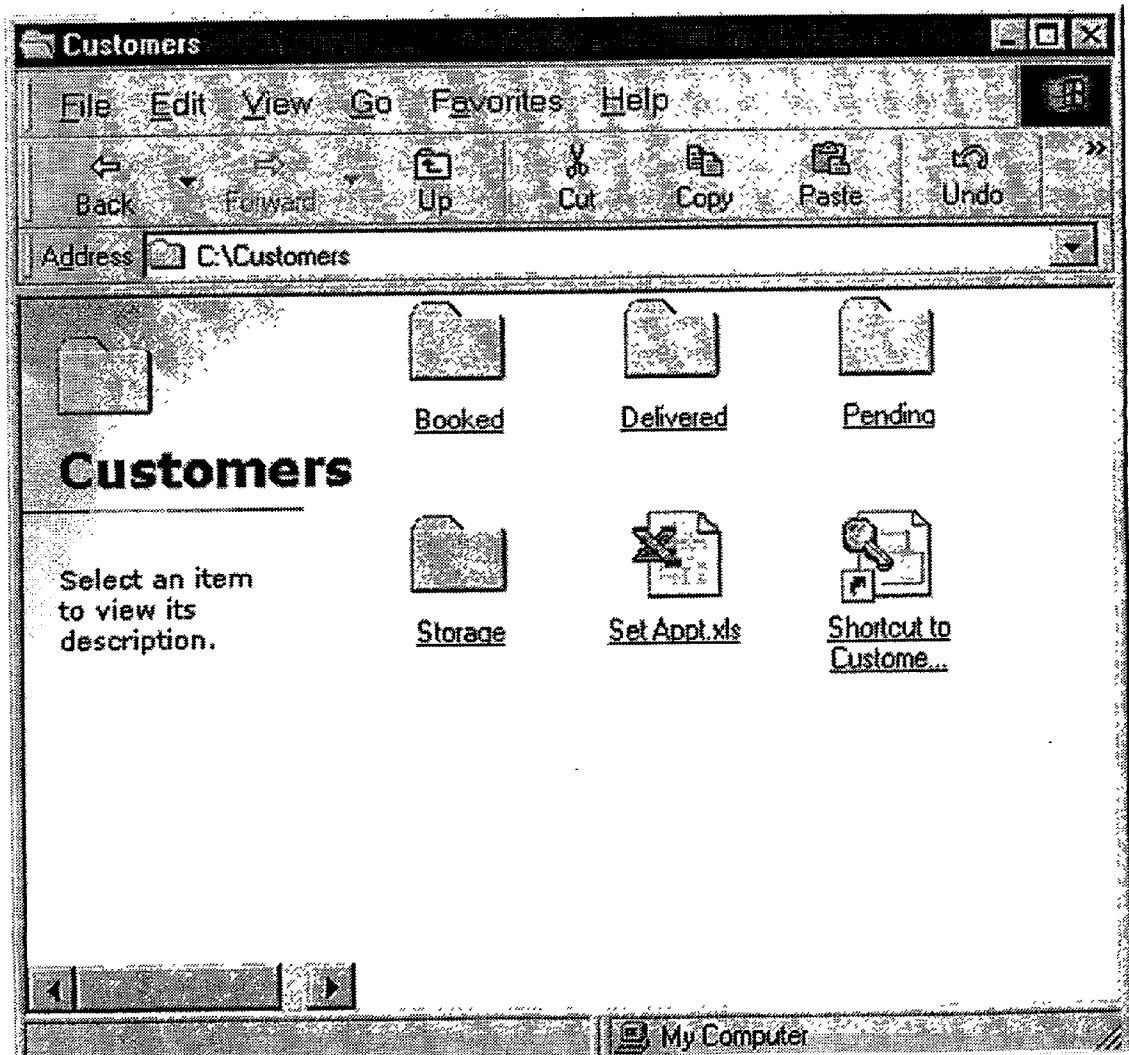 Customers
File Edit View Go Favorites Help
Back Forward Up Cut Copy Paste Undo »
Address C:\Customers
Booked Delivered Pending
Customers
Select an item
to view its
description.
Storage Set Appt.xls Shortcut to
Custome...
My Computer